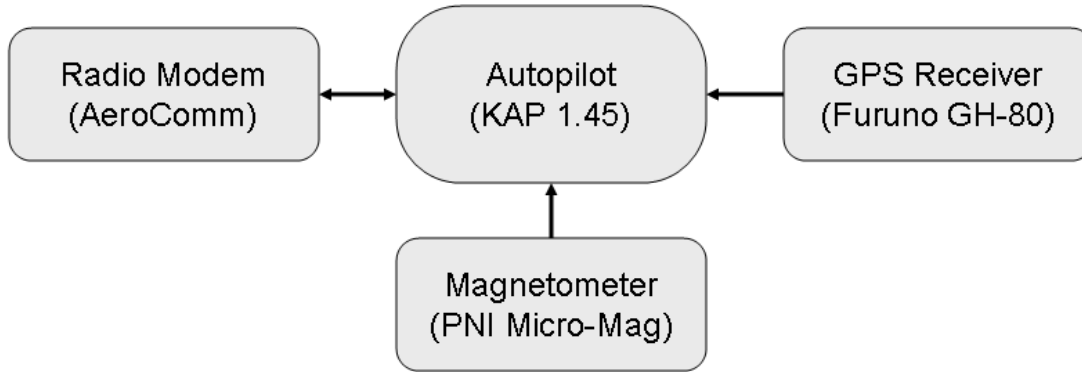 Radio Modem
(AeroComm)
Autopilot
(KAP 1.45)
GPS Receiver
(Furuno GH-80)
Magnetometer
(PNI Micro-Mag)